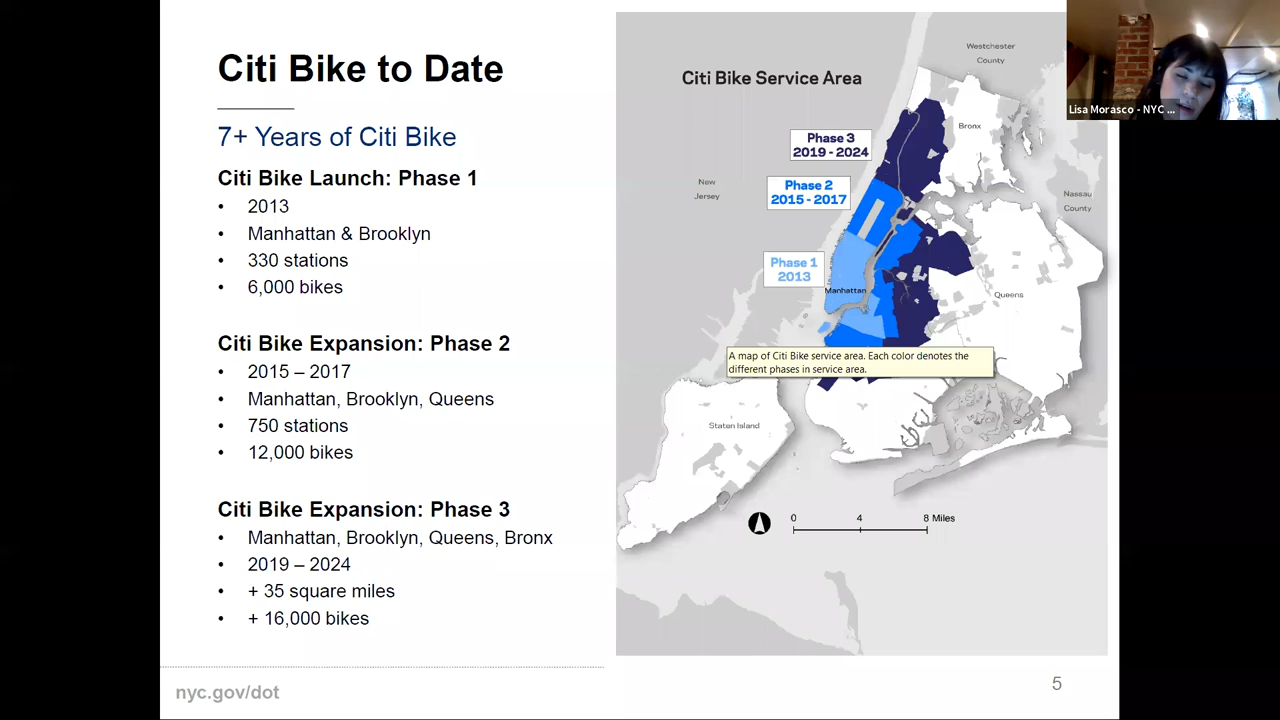 Citi Bike to Date
7+ Years of Citi Bike
Citi Bike Launch: Phase 1
• 2013
• Manhattan & Brooklyn
• 330 stations
• 6,000 bikes
Citi Bike Expansion: Phase 2
• 2015 – 2017
• Manhattan, Brooklyn, Queens
• 750 stations
• 12,000 bikes
Citi Bike Expansion: Phase 3
• Manhattan, Brooklyn, Queens, Bronx
• 2019 – 2024
• + 35 square miles
• + 16,000 bikes
nyc.gov/dot
Citi Bike Service Area
Westchester
County
Bronx
Phase 3
2019 - 2024
Phase 2
2015 - 2017
New
Jersey
Nassau
County
Phase 1
2013
Manhattan
Queens
A map of Citi Bike service area. Each color denotes the
different phases in service area.
Staten Island
0 4 8 Miles
5
Lisa Morasco - NYC ...